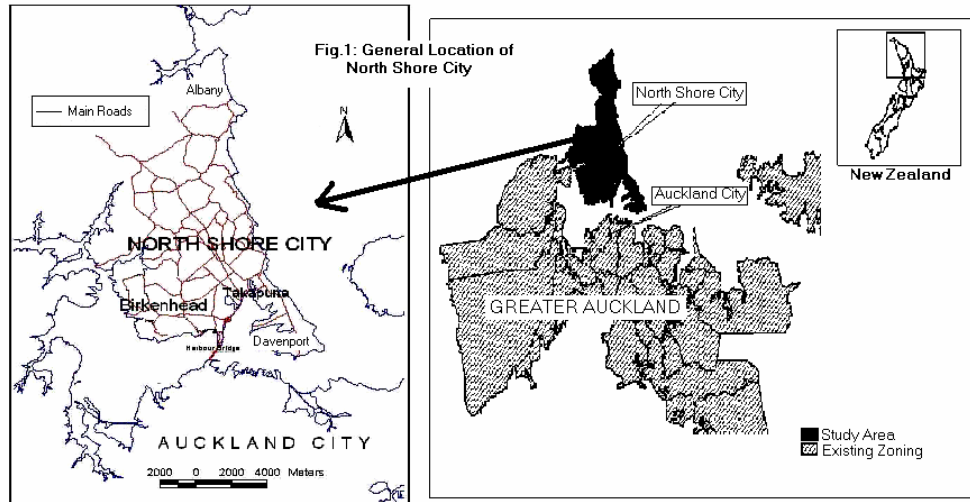 Fig.1: General Location of
North Shore City
Albany
Main Roads
N
NORTH SHORE CITY
Takapuna
Birkenhead
Davenport
Harbour Bridge
AUCKLAND CITY
2000 0 2000 4000 Meters
North Shore City
Auckland City
GREATER AUCKLAND
New Zealand
Study Area
Existing Zoning